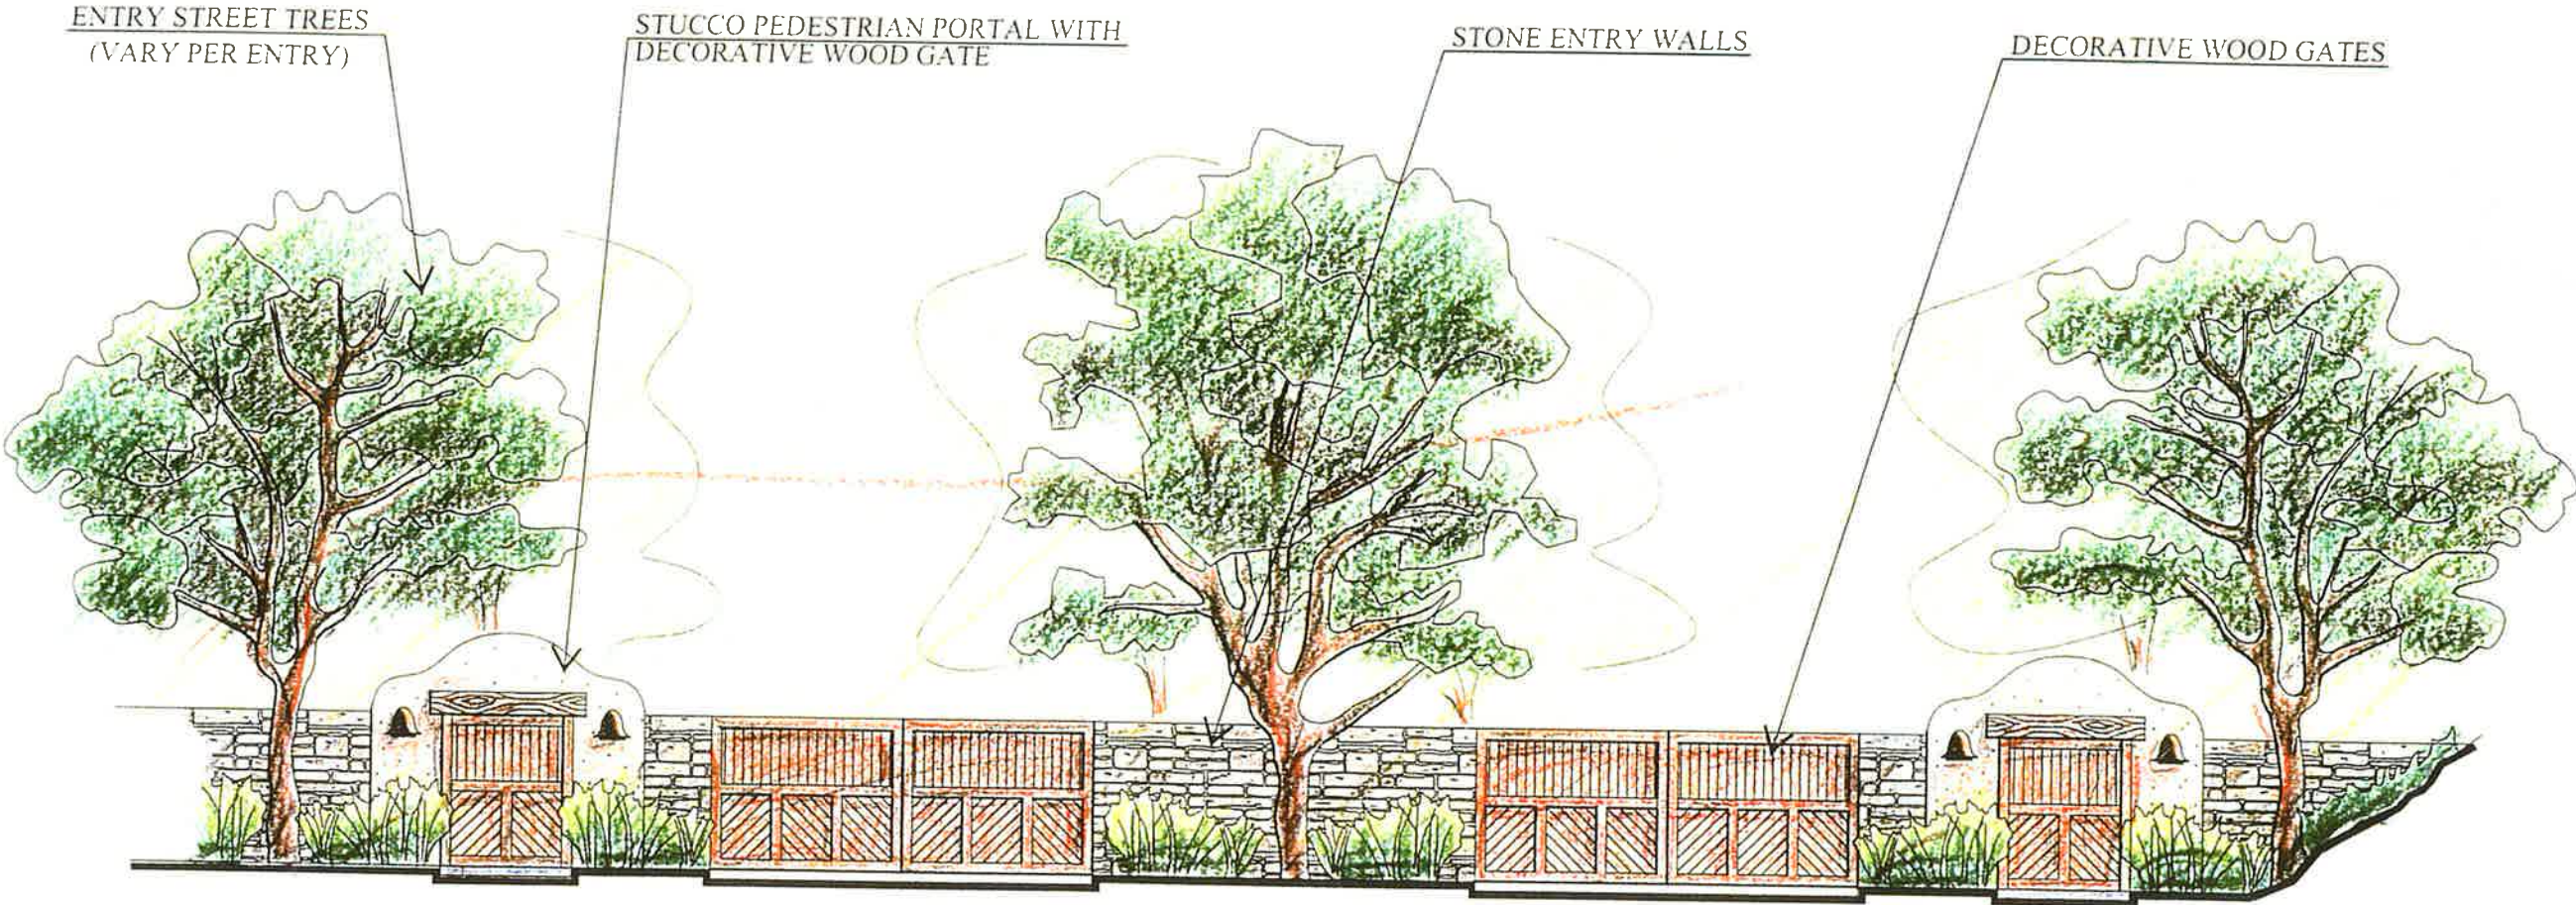 ENTRY STREET TREES
(VARY PER ENTRY)
STUCCO PEDESTRIAN PORTAL WITH
DECORATIVE WOOD GATE
STONE ENTRY WALLS
DECORATIVE WOOD GATES